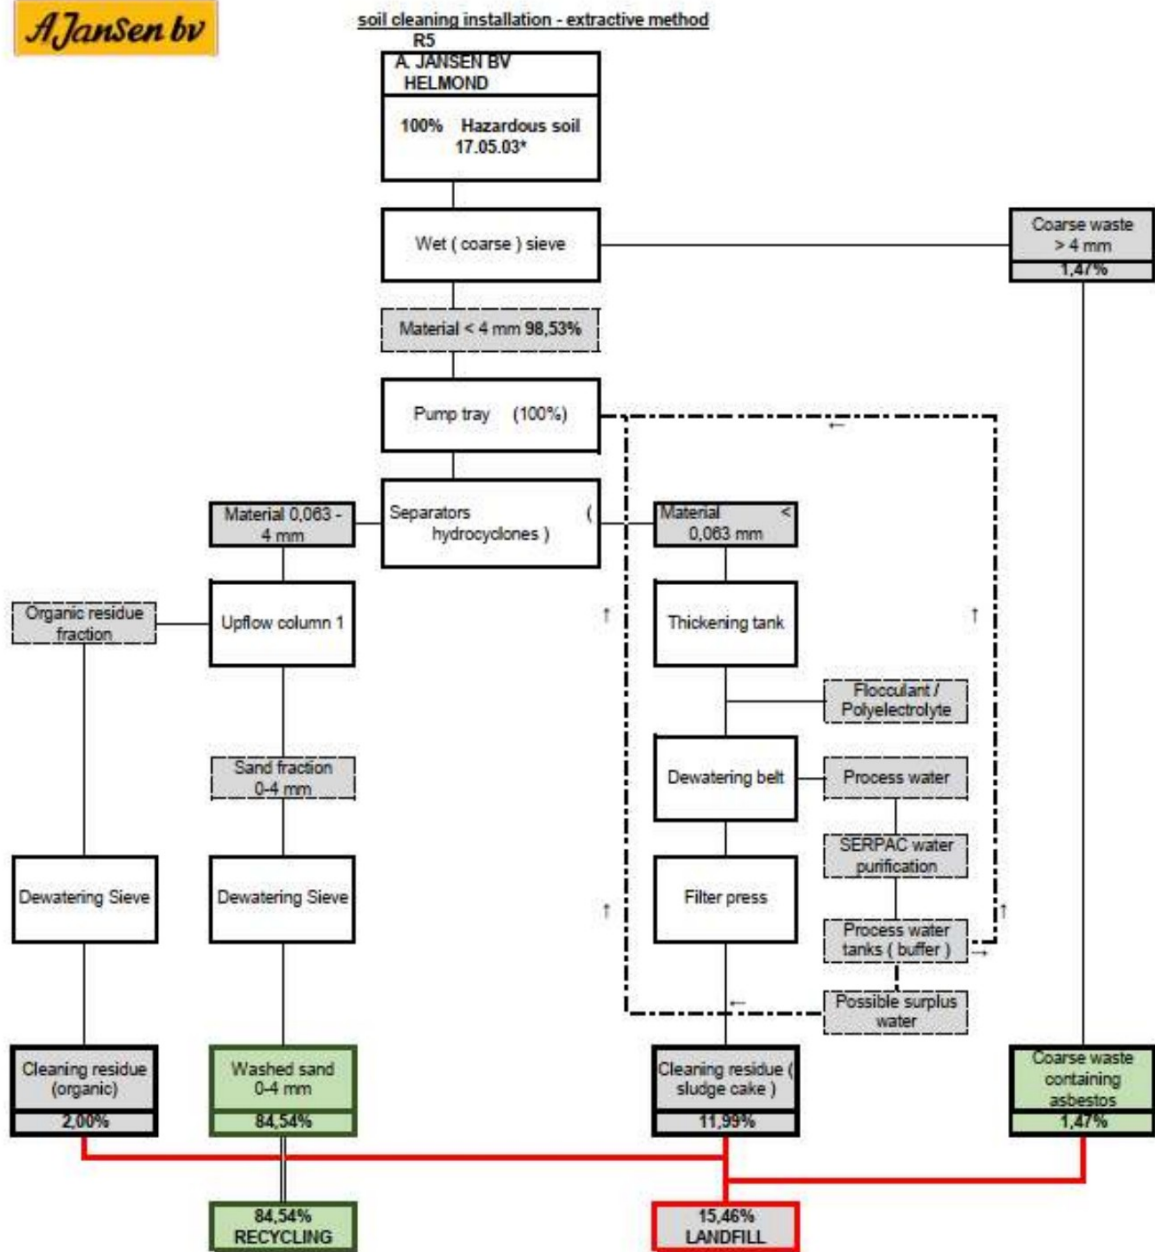 AJansen bv
soil cleaning installation - extractive method
R5
A. JANSEN BV
HELMOND
100% Hazardous soil
17.05.03*
Wet ( coarse ) sieve
Coarse waste
> 4 mm
1,47%
Material < 4 mm 98,53%
Pump tray (100%)
←
Material 0,063 -
4 mm
Separators (
hydrocyclones )
Material <
0,063 mm
Organic residue
fraction
Upflow column 1
↑
Thickening tank
↑
Flocculant /
Polyelectrolyte
Sand fraction
0-4 mm
Dewatering belt
Process water
SERPAC water
purification
Dewatering Sieve
Dewatering Sieve
↑
Filter press
↑
Process water
tanks ( buffer )
→
←
Possible surplus
water
Cleaning residue
(organic)
2,00%
Washed sand
0-4 mm
84,54%
Cleaning residue (
sludge cake )
11,99%
Coarse waste
containing
asbestos
1,47%
84,54%
RECYCLING
15,46%
LANDFILL